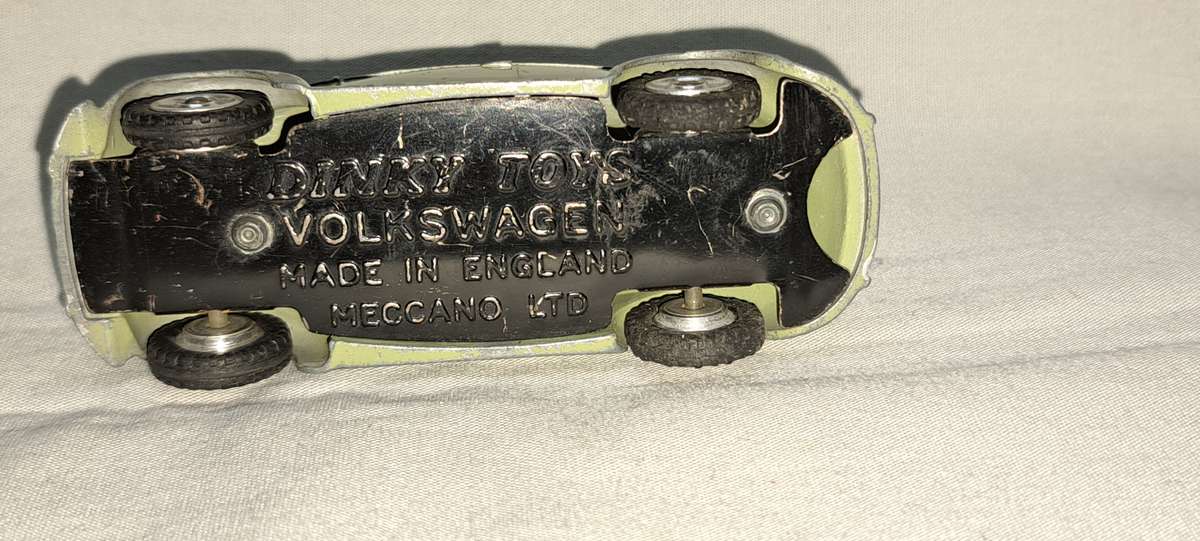 DINKY TOYS
VOLKSWAGEN
MADE IN ENGLAND
MECCANO LTD